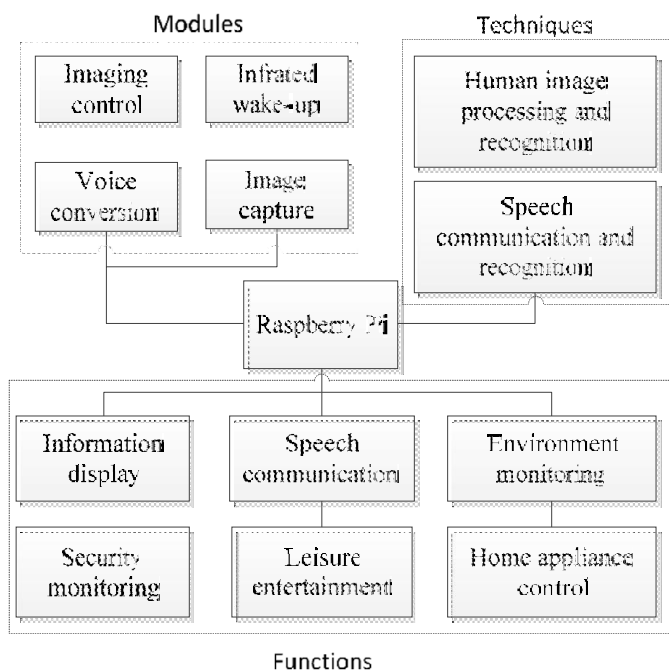 Modules
Techniques
Imaging
control
Infrated
wake-up
Human image
processing and
recognition
Voice
conversion
Image
capture
Speech
communication and
recognition
Raspberry Pi
Information
display
Speech
communication
Environment
monitoring
Security
monitoring
Leisure
entertainment
Home appliance
control
Functions